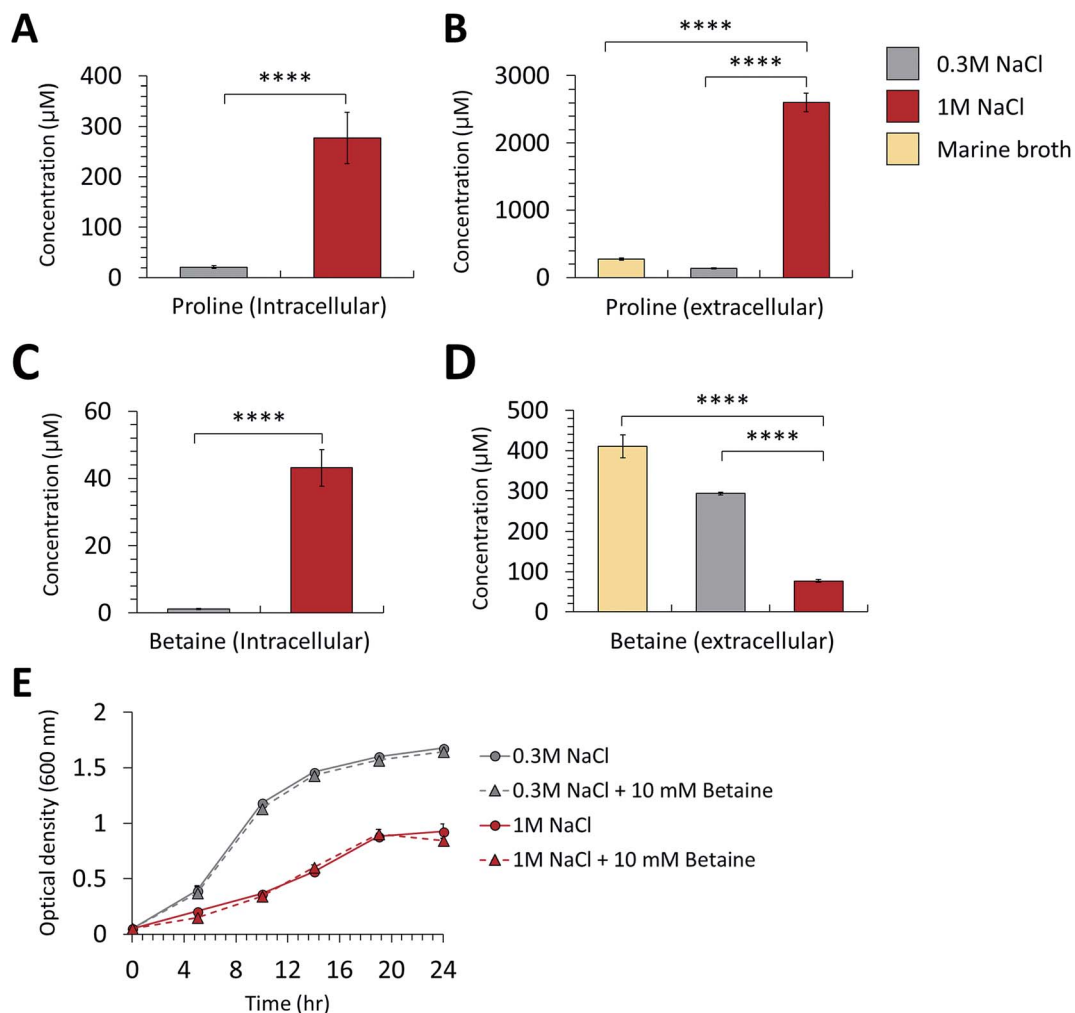 A
Concentration (µM)
400
300
200
100
0
****
Proline (Intracellular)
B
Concentration (µM)
3000
2000
1000
0
****
****
Proline (extracellular)
0.3M NaCl
1M NaCl
Marine broth
C
Concentration (µM)
60
40
20
0
****
Betaine (Intracellular)
D
Concentration (µM)
500
400
300
200
100
0
****
****
Betaine (extracellular)
E
Optical density (600 nm)
2
1.5
1
0.5
0
0 4 8 12 16 20 24
Time (hr)
0.3M NaCl
0.3M NaCl + 10 mM Betaine
1M NaCl
1M NaCl + 10 mM Betaine